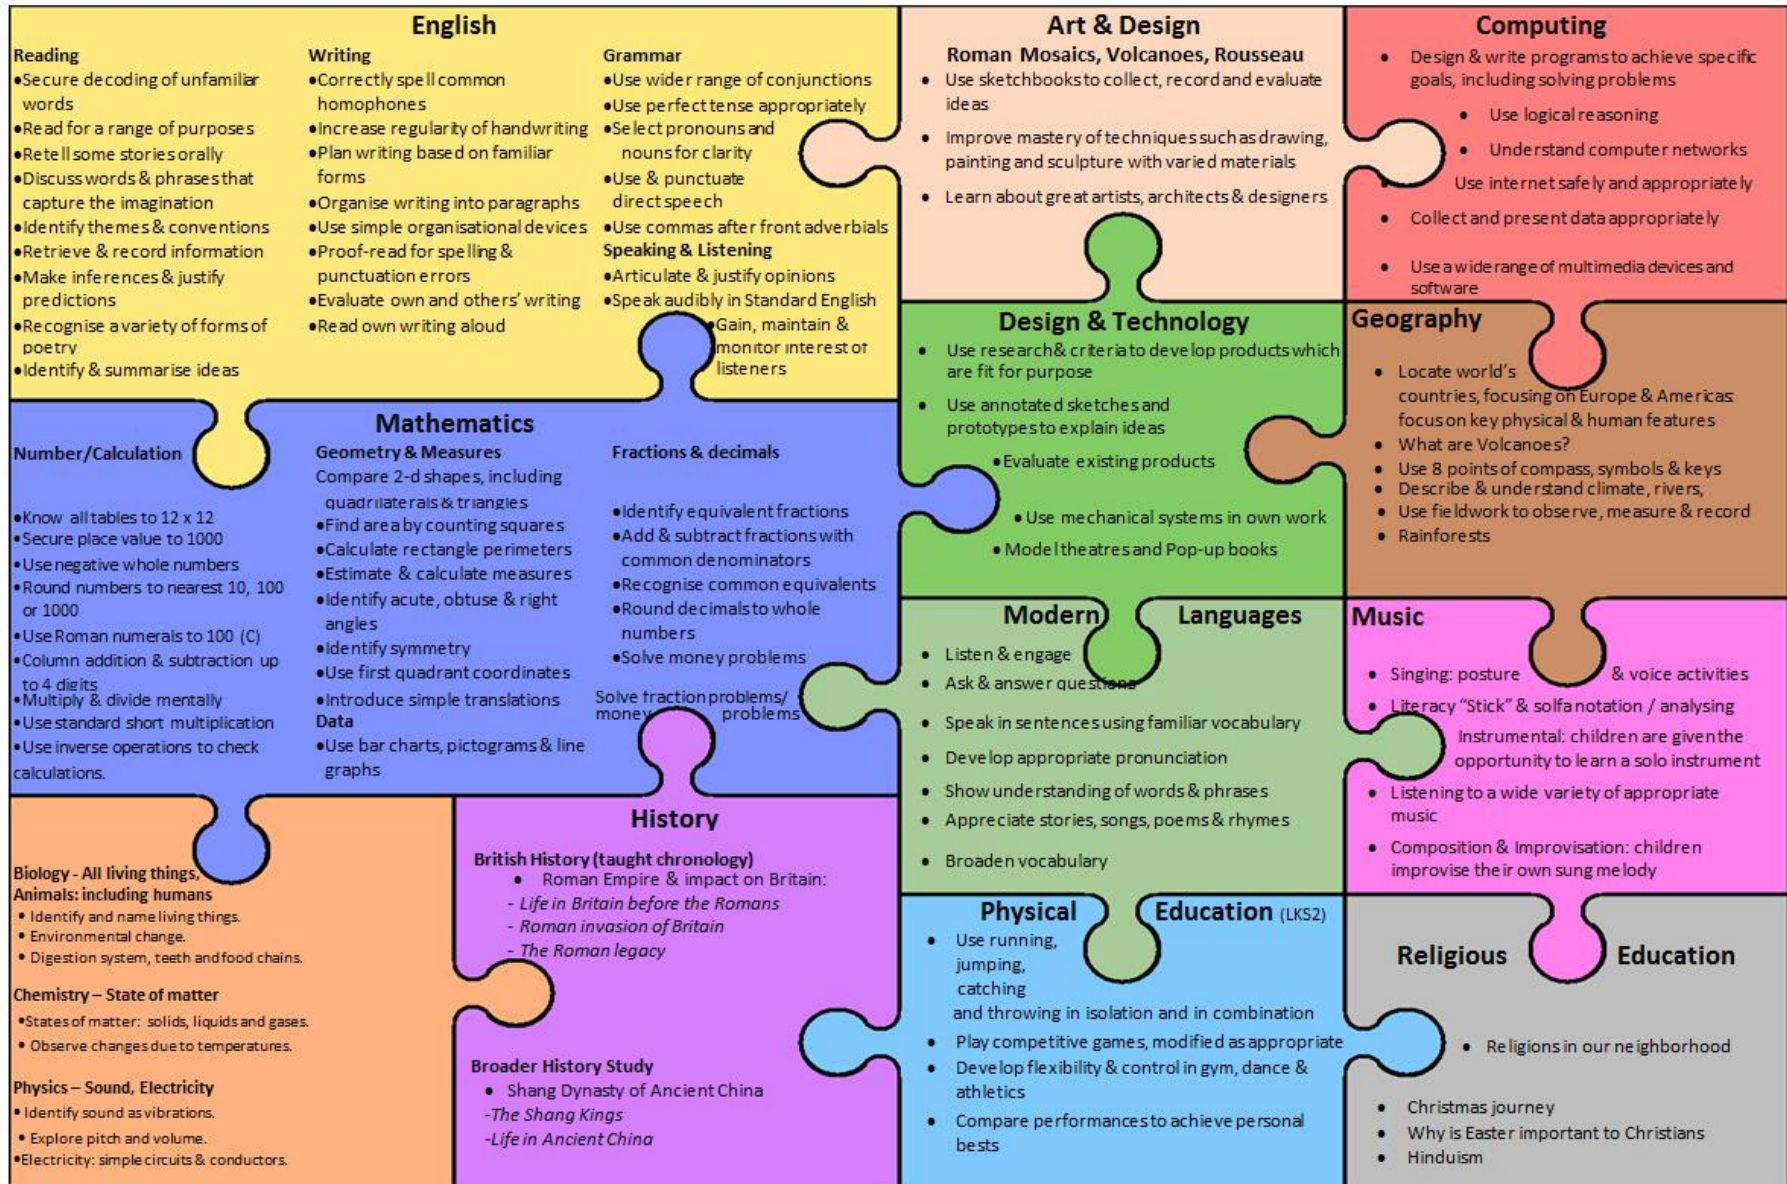 English
Reading
•Secure decoding of unfamiliar
words
•Read for a range of purposes
•Retell some stories orally
•Discuss words & phrases that
capture the imagination
•Identify themes & conventions
•Retrieve & record information
•Make inferences & justify
predictions
•Recognise a variety of forms of
poetry
•Identify & summarise ideas
Writing
•Correctly spell common
homophones
•Increase regularity of handwriting
•Plan writing based on familiar
forms
•Organise writing into paragraphs
•Use simple organisational devices
•Proof-read for spelling &
punctuation errors
•Evaluate own and others' writing
•Read own writing aloud
Grammar
•Use wider range of conjunctions
•Use perfect tense appropriately
•Select pronouns and
nouns for clarity
•Use & punctuate
direct speech
•Use commas after front adverbials
Speaking & Listening
•Articulate & justify opinions
•Speak audibly in Standard English
•Gain, maintain &
monitor interest of
listeners
Art & Design
Roman Mosaics, Volcanoes, Rousseau
• Use sketchbooks to collect, record and evaluate
ideas
• Improve mastery of techniques such as drawing,
painting and sculpture with varied materials
• Learn about great artists, architects & designers
Computing
• Design & write programs to achieve specific
goals, including solving problems
• Use logical reasoning
• Understand computer networks
• Use internet safely and appropriately
• Collect and present data appropriately
• Use a wide range of multimedia devices and
software
Mathematics
Number/Calculation
•Know all tables to 12 x 12
•Secure place value to 1000
•Use negative whole numbers
•Round numbers to nearest 10, 100
or 1000
•Use Roman numerals to 100 (C)
•Column addition & subtraction up
to 4 digits
•Multiply & divide mentally
•Use standard short multiplication
•Use inverse operations to check
calculations.
Geometry & Measures
Compare 2-d shapes, including
quadrilaterals & triangles
•Find area by counting squares
•Calculate rectangle perimeters
•Estimate & calculate measures
•Identify acute, obtuse & right
angles
•Identify symmetry
•Use first quadrant coordinates
•Introduce simple translations
Data
•Use bar charts, pictograms & line
graphs
Fractions & decimals
•Identify equivalent fractions
•Add & subtract fractions with
common denominators
•Recognise common equivalents
•Round decimals to whole
numbers
•Solve money problems
Solve fraction problems/
money problems
Design & Technology
• Use research & criteria to develop products which
are fit for purpose
• Use annotated sketches and
prototypes to explain ideas
•Evaluate existing products
•Use mechanical systems in own work
•Model theatres and Pop-up books
Geography
• Locate world's
countries, focusing on Europe & Americas:
focus on key physical & human features
• What are Volcanoes?
• Use 8 points of compass, symbols & keys
• Describe & understand climate, rivers,
• Use fieldwork to observe, measure & record
• Rainforests
Modern Languages
• Listen & engage
• Ask & answer questions
• Speak in sentences using familiar vocabulary
• Develop appropriate pronunciation
• Show understanding of words & phrases
• Appreciate stories, songs, poems & rhymes
• Broaden vocabulary
Music
• Singing: posture & voice activities
• Literacy "Stick" & solfa notation / analysing
Instrumental: children are given the
opportunity to learn a solo instrument
• Listening to a wide variety of appropriate
music
• Composition & Improvisation: children
improvise their own sung melody
Biology - All living things,
Animals: including humans
• Identify and name living things.
• Environmental change.
• Digestion system, teeth and food chains.
Chemistry – State of matter
•States of matter: solids, liquids and gases.
• Observe changes due to temperatures.
Physics – Sound, Electricity
• Identify sound as vibrations.
• Explore pitch and volume.
•Electricity: simple circuits & conductors.
History
British History (taught chronology)
• Roman Empire & impact on Britain:
- Life in Britain before the Romans
- Roman invasion of Britain
- The Roman legacy
Broader History Study
• Shang Dynasty of Ancient China
-The Shang Kings
-Life in Ancient China
Physical Education (LKS2)
• Use running,
jumping,
catching
and throwing in isolation and in combination
• Play competitive games, modified as appropriate
• Develop flexibility & control in gym, dance &
athletics
• Compare performances to achieve personal
bests
Religious Education
• Religions in our neighborhood
• Christmas journey
• Why is Easter important to Christians
• Hinduism